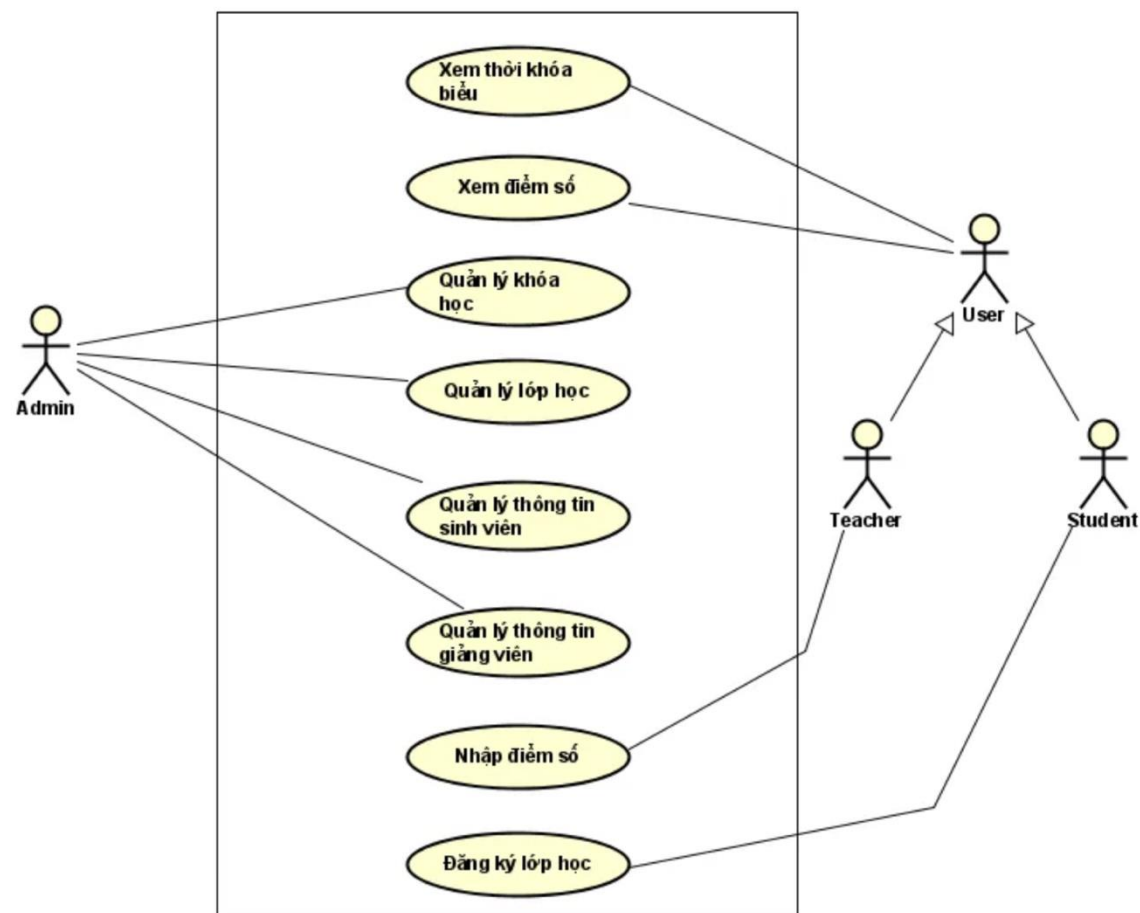 Xem thời khóa
biểu
Xem điểm số
Quản lý khóa
học
Quản lý lớp học
Quản lý thông tin
sinh viên
Quản lý thông tin
giảng viên
Nhập điểm số
Đăng ký lớp học
Admin
User
Teacher
Student